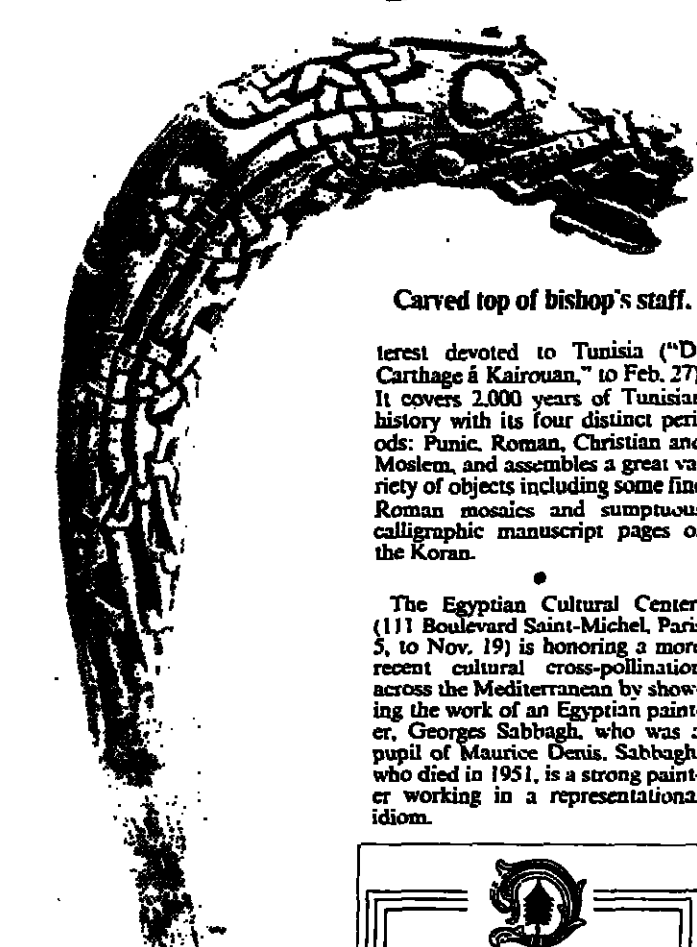 Carved top of bishop's staff.
terest devoted to Tunisia ("D
Carthage á Kairouan," to Feb. 27)
It covers 2,000 years of Tunisian
history with its four distinct peri
ods: Punic, Roman, Christian and
Moslem, and assembles a great va
riety of objects including some fine
Roman mosaics and sumptuous
calligraphic manuscript pages o
the Koran.
•
The Egyptian Cultural Center
(111 Boulevard Saint-Michel, Paris
5, to Nov. 19) is honoring a more
recent cultural cross-pollination
across the Mediterranean by show-
ing the work of an Egyptian paint-
er, Georges Sabbagh, who was a
pupil of Maurice Denis. Sabbagh,
who died in 1951, is a strong paint-
er working in a representational
idiom.